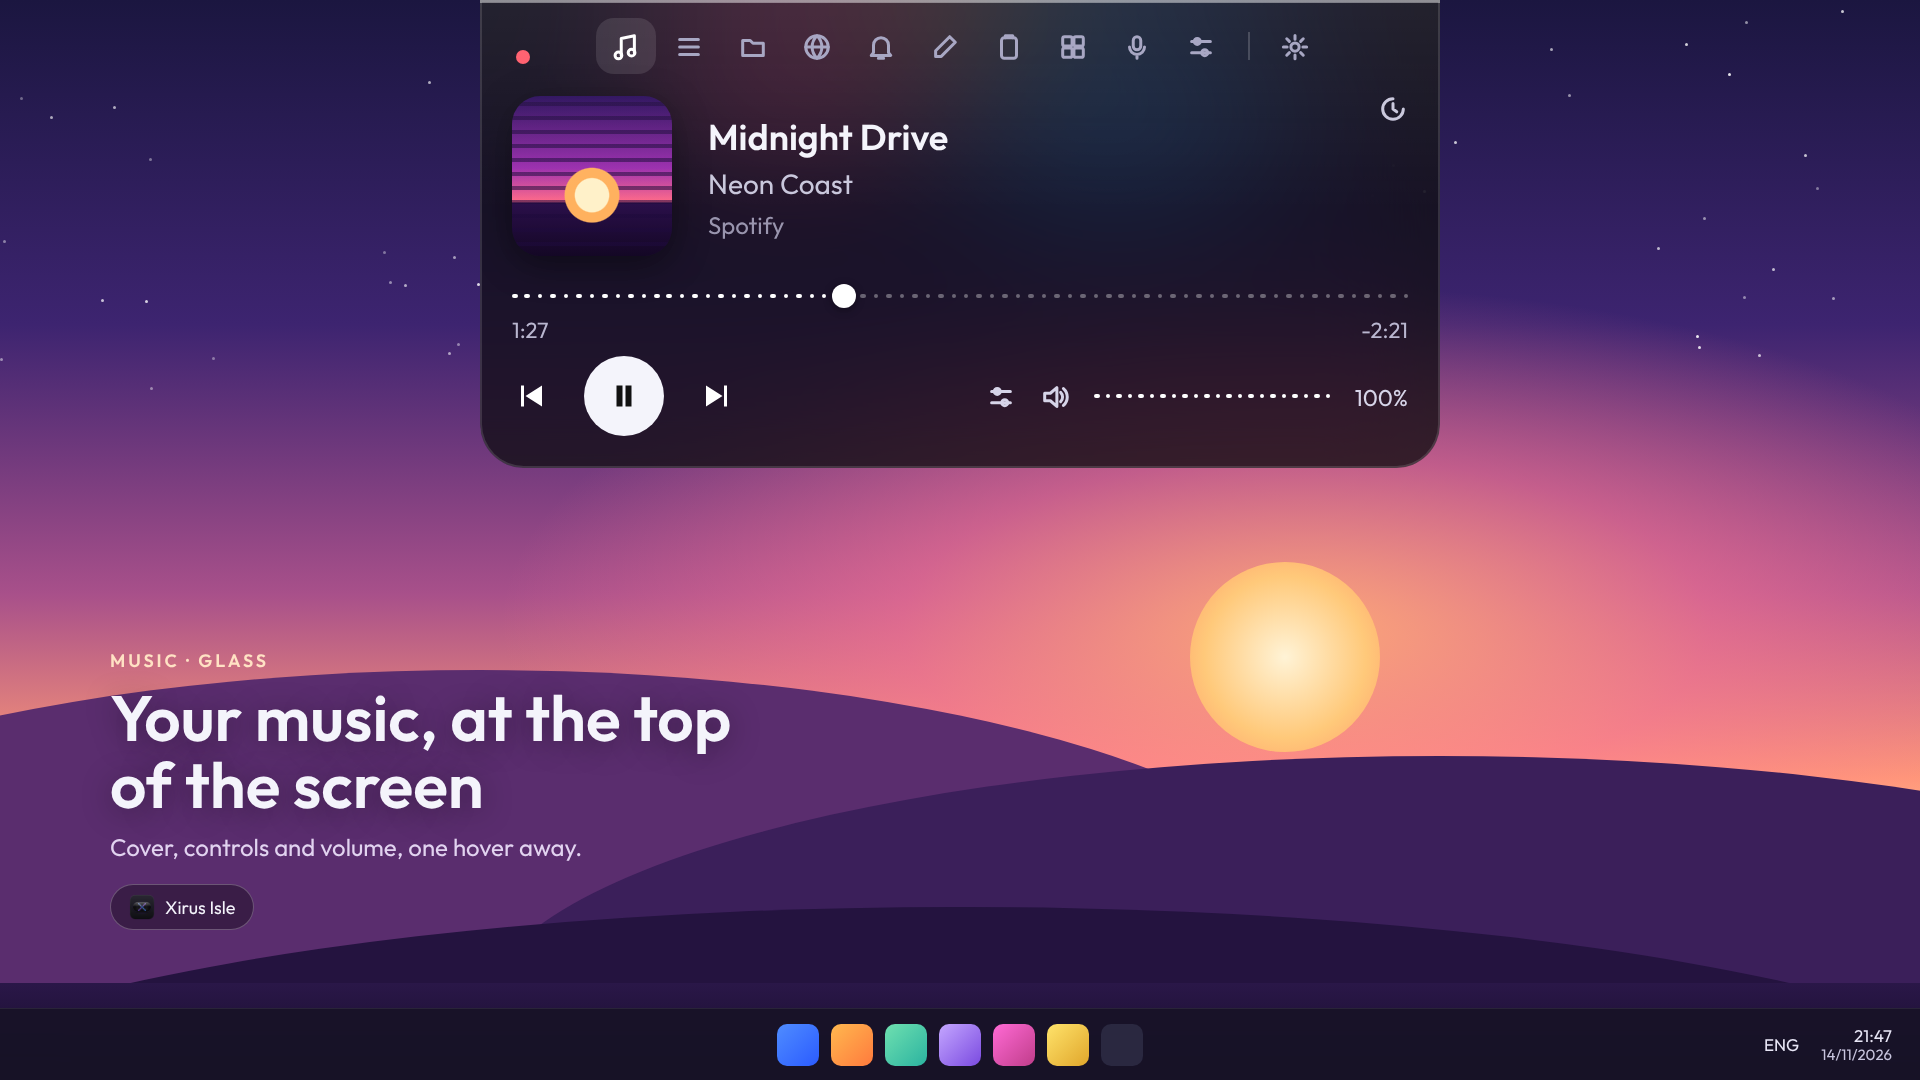 Midnight Drive
Neon Coast
Spotify
1:27
-2:21
100%
MUSIC · GLASS
Your music, at the top
of the screen
Cover, controls and volume, one hover away.
Xirus Isle
ENG
21:47
14/11/2026